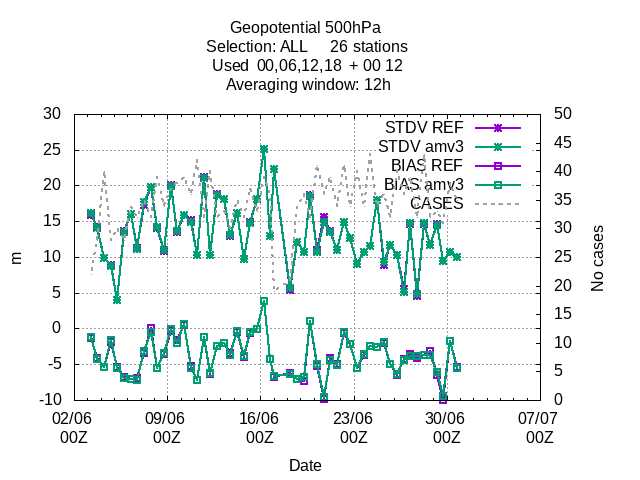 Geopotential 500hPa
Selection: ALL 26 stations
Used 00,06,12,18 + 00 12
Averaging window: 12h
30 50
STDV REF
45
25 STDV amv3
40
BIAS REF
20 BIAS amv3
35
CASES
15 30
10 25
m No cases
5 20
0 15
10
-5 5
-10 0
02/06 09/06 16/06 23/06 30/06 07/07
00Z 00Z 00Z 00Z 00Z 00Z
Date